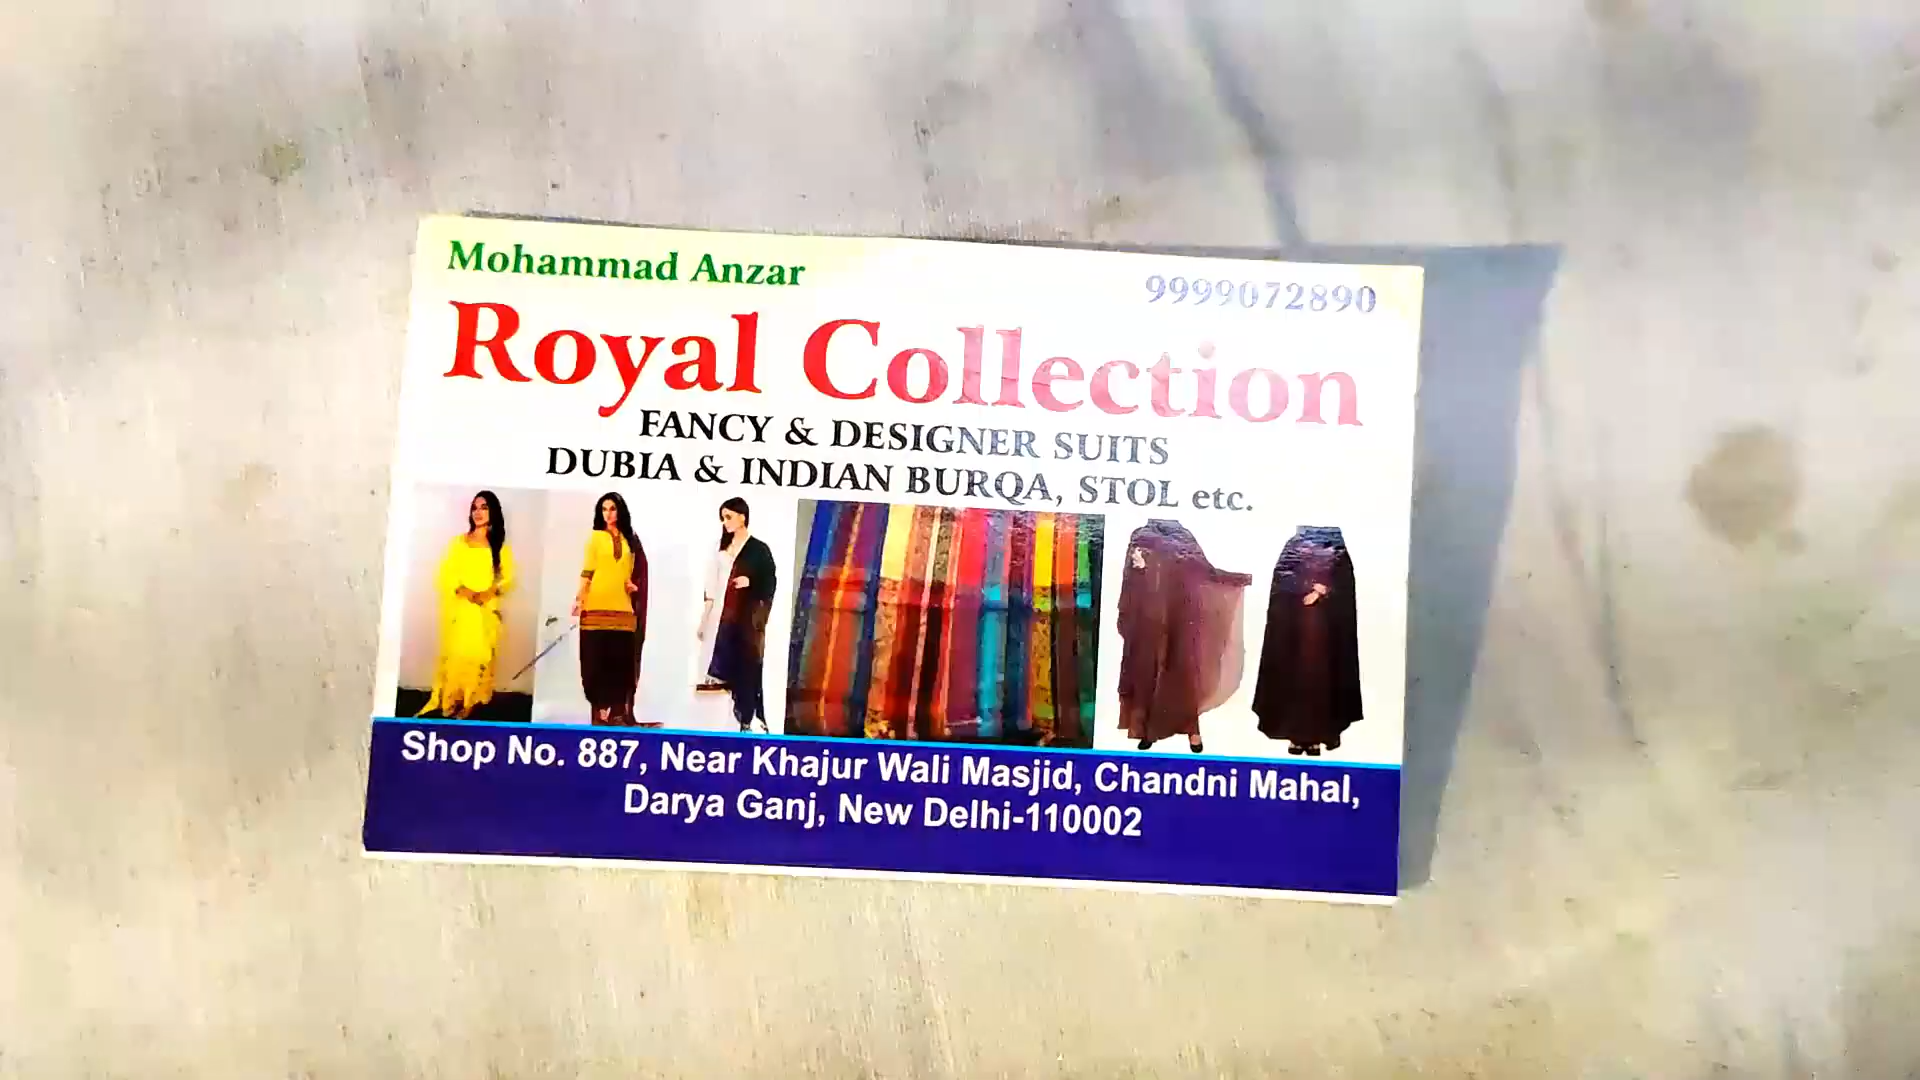 Mohammad Anzar
9999072890
Royal Collection
FANCY & DESIGNER SUITS
DUBIA & INDIAN BURQA, STOL etc.
Shop No. 887, Near Khajur Wali Masjid, Chandni Mahal,
Darya Ganj, New Delhi-110002